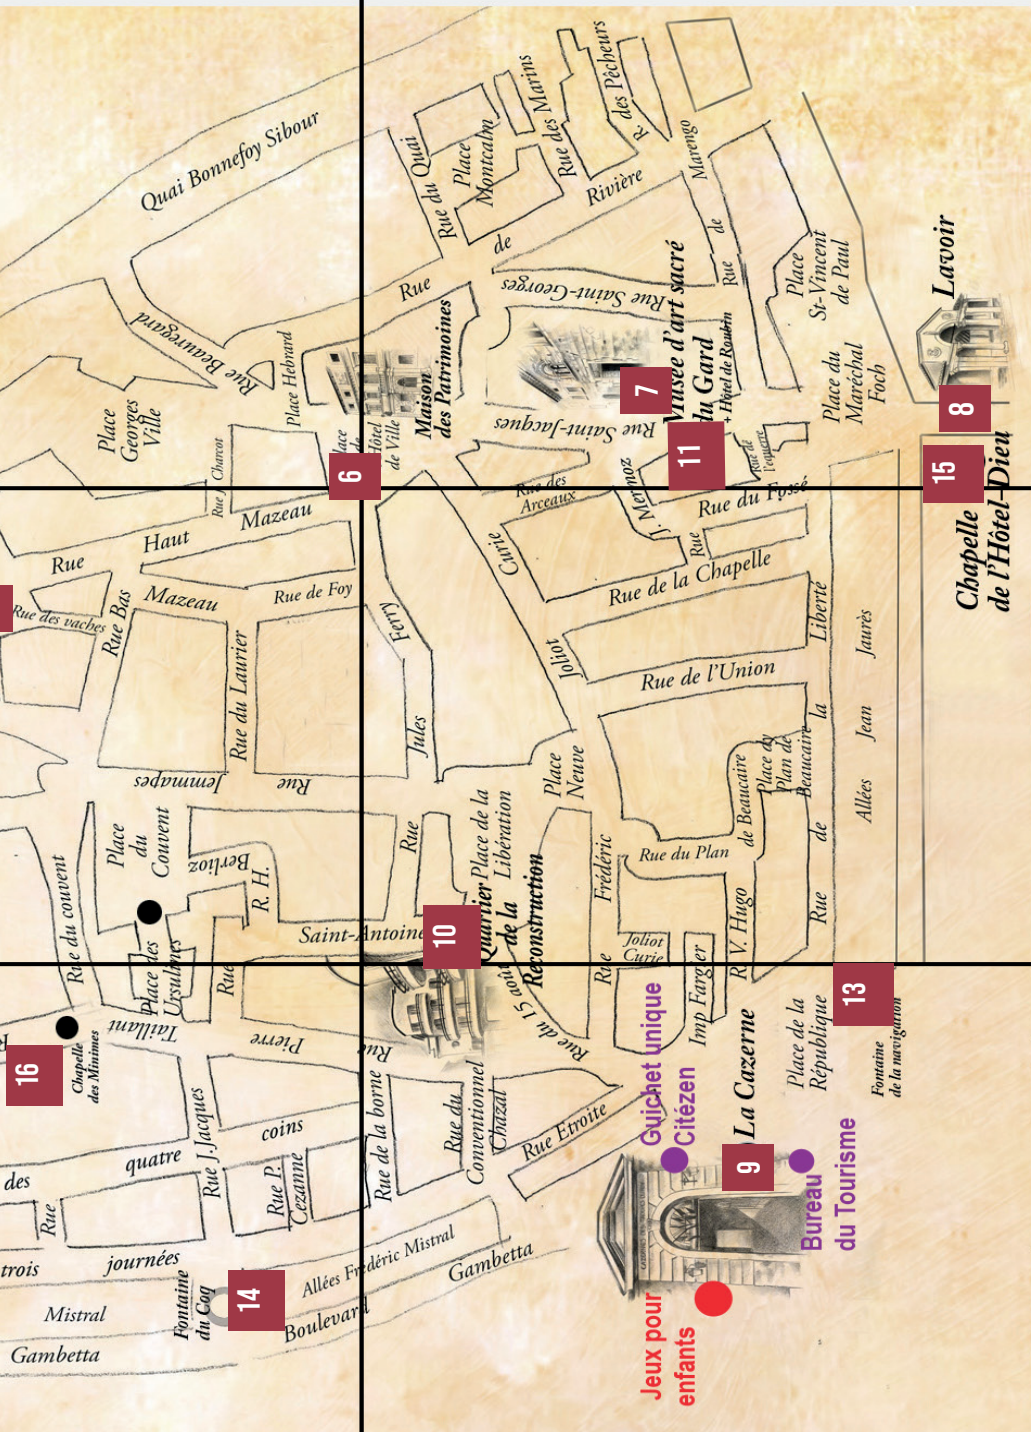 Quai Bonnefoy Sibour
Rue du Quai
Place
Montcalm
Rue des Marins
R. des Pêcheurs
Rue de Rivière
Rue de Marengo
Rue Beauregard
Place Hebrard
Place
Georges
Ville
Maison
des Patrimoines
lace
de
Hôtel
de Ville
6
Rue Saint-Georges
Rue Saint-Jacques
7
Musée d'art sacré
du Gard
+ Hôtel de Roubin
11
Place
St-Vincent
de Paul
Place du
Maréchal
Foch
Lavoir
8
15
Chapelle
de l'Hôtel-Dieu
Rue J. Charcot
Rue Haut Mazeau
Rue des vaches
Rue Bas Mazeau
Rue de Foy
Rue du Laurier
Rue Jemmapes
Rue Jules Ferry
Rue des
Arceaux
Rue J. Mermoz
Rue de
l'equerre
Rue du Fossé
Rue de la Chapelle
Rue de l'Union
Rue Frédéric Joliot Curie
Place
Neuve
Place du
Plan de
Beaucaire
Rue du Plan
de Beaucaire
Rue de la Liberté
Allées Jean Jaurès
Place
du
Couvent
Rue du couvent
Berlioz
R. H.
Place des
Ursulines
Rue Saint-Antoine
10
Quartier
de la
Reconstruction
Place de la
Libération
Joliot
Curie
Imp Fargier
R. V. Hugo
Rue du 15 août
Rue Pierre Taillant
16
Chapelle
des Minimes
R
13
Place de la
République
Fontaine
de la navigation
Guichet unique
Citézen
La Cazerne
9
Bureau
du Tourisme
Jeux pour
enfants
Rue J.Jacques
Rue des quatre coins
Rue P.
Cezanne
Rue de la borne
Rue du
Conventionnel
Chazal
Rue Etroite
Rue
trois journées
Fontaine
du Coq
14
Mistral
Gambetta
Allées Frédéric Mistral
Boulevard Gambetta